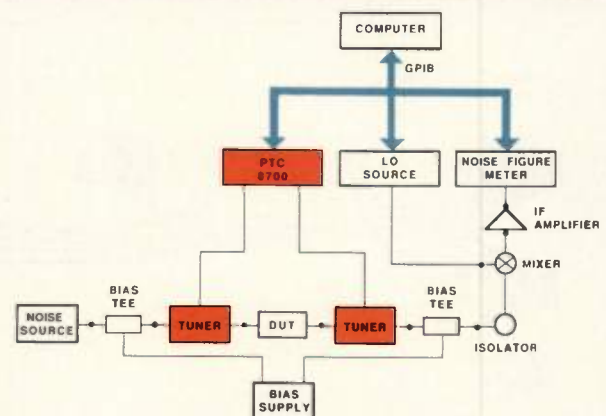 COMPUTER
GPIB
PTC
8700
LO
SOURCE
NOISE FIGURE
METER
IF
AMPLIFIER
MIXER
BIAS
TEE
BIAS
TEE
NOISE
SOURCE
TUNER
DUT
TUNER
ISOLATOR
BIAS
SUPPLY